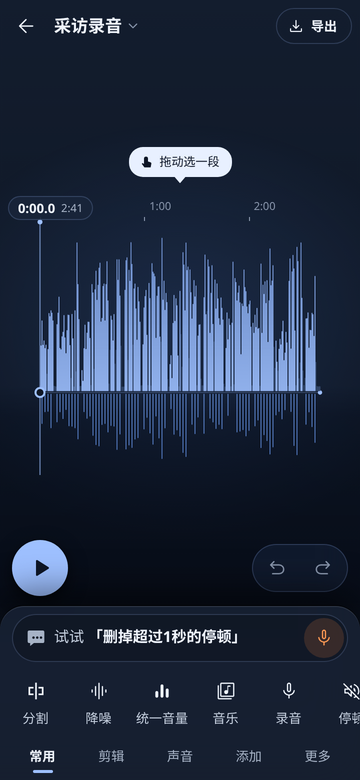 采访录音
导出
拖动选一段
0:00.0 2:41
1:00
2:00
试试「删掉超过1秒的停顿」
分割
降噪
统一音量
音乐
录音
停顿
常用
剪辑
声音
添加
更多